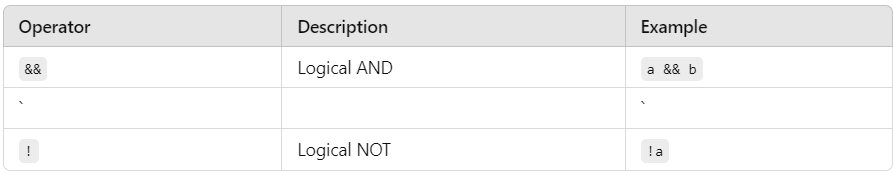 Operator Description Example
&& Logical AND a && b
` `
! Logical NOT !a